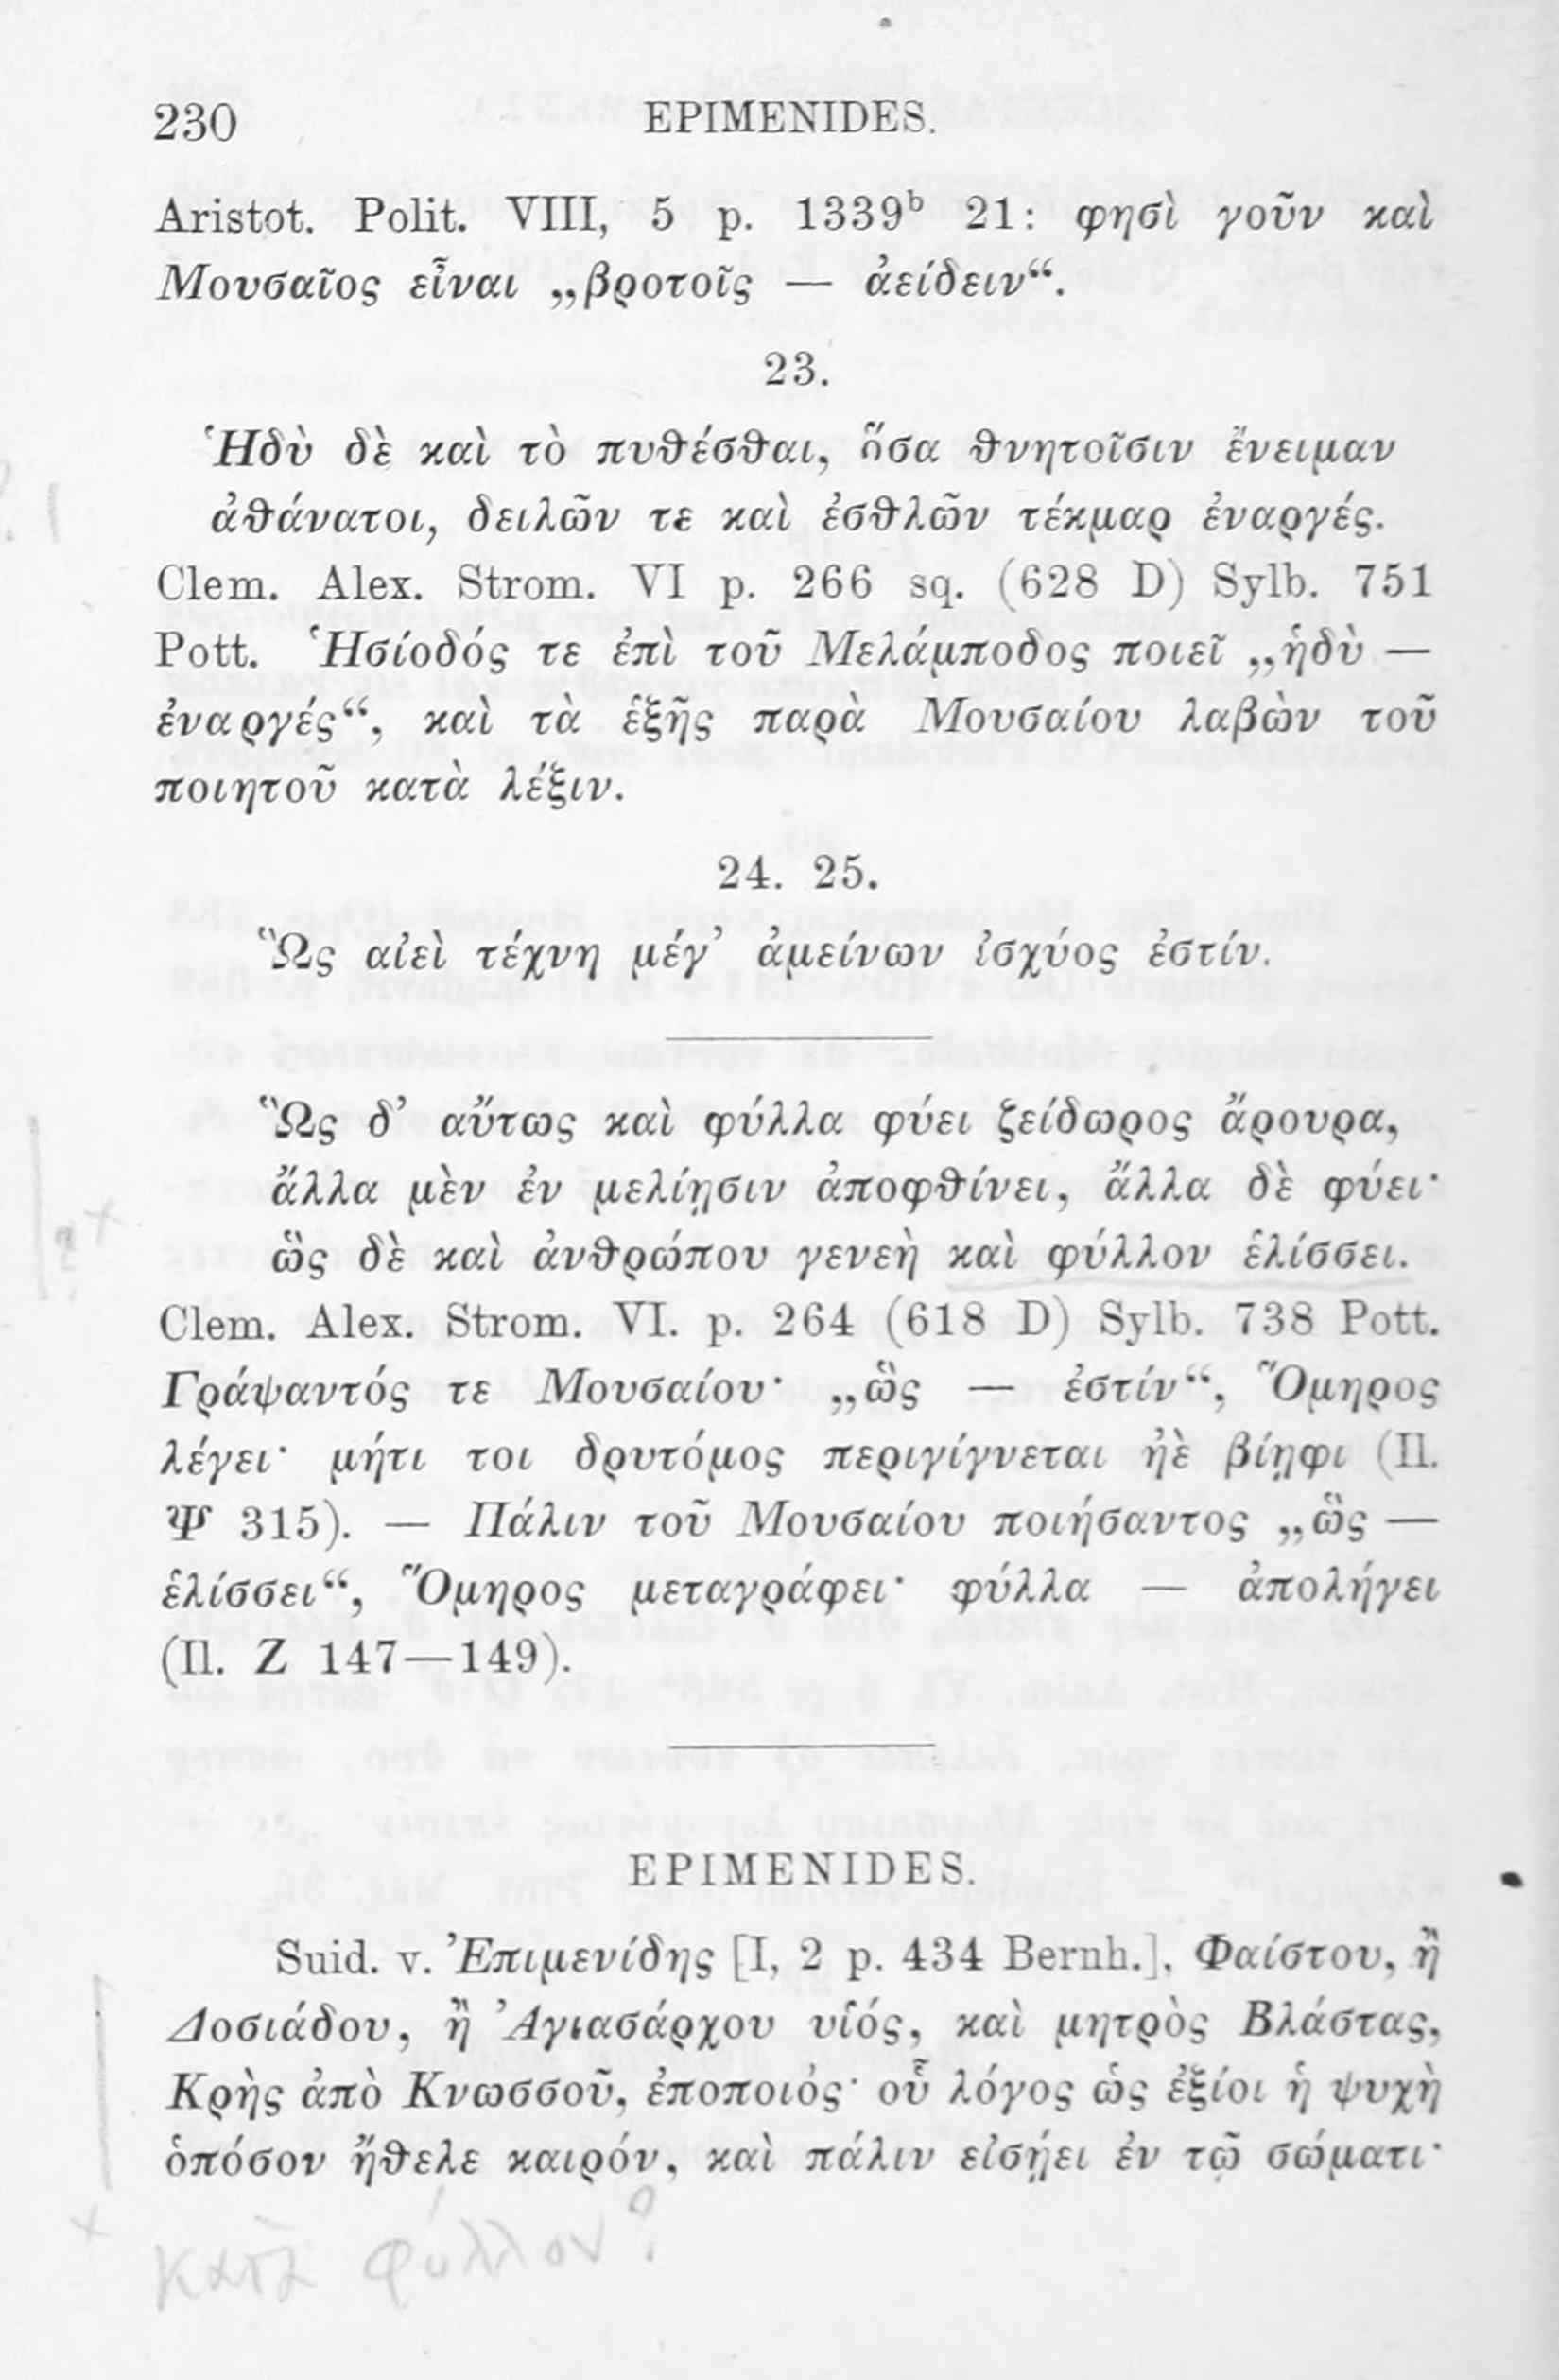 230 EPIMENIDES.
Aristot. Polit. VIII, 5 p. 1339ᵇ 21: φησὶ γοῦν καὶ
Μουσαῖος εἶναι „βροτοῖς — ἀείδειν“.
23.
Ἡδὺ δὲ καὶ τὸ πυθέσθαι, ὅσα θνητοῖσιν ἔνειμαν
ἀθάνατοι, δειλῶν τε καὶ ἐσθλῶν τέκμαρ ἐναργές.
Clem. Alex. Strom. VI p. 266 sq. (628 D) Sylb. 751
Pott. Ἡσίοδός τε ἐπὶ τοῦ Μελάμποδος ποιεῖ „ἡδὺ —
ἐναργές“, καὶ τὰ ἑξῆς παρὰ Μουσαίου λαβὼν τοῦ
ποιητοῦ κατὰ λέξιν.
24. 25.
Ὣς αἰεὶ τέχνη μέγ’ ἀμείνων ἰσχύος ἐστίν.
Ὣς δ’ αὔτως καὶ φύλλα φύει ζείδωρος ἄρουρα,
ἄλλα μὲν ἐν μελίῃσιν ἀποφθίνει, ἄλλα δὲ φύει·
ὣς δὲ καὶ ἀνθρώπου γενεὴ καὶ φύλλον ἑλίσσει.
Clem. Alex. Strom. VI. p. 264 (618 D) Sylb. 738 Pott.
Γράψαντός τε Μουσαίου· „ὣς — ἐστίν“, Ὅμηρος
λέγει· μήτι τοι δρυτόμος περιγίγνεται ἠὲ βίῃφι (Il.
Ψ 315). — Πάλιν τοῦ Μουσαίου ποιήσαντος „ὣς —
ἑλίσσει“, Ὅμηρος μεταγράφει· φύλλα — ἀπολήγει
(Il. Z 147—149).
EPIMENIDES.
Suid. v. Ἐπιμενίδης [I, 2 p. 434 Bernh.], Φαίστου, ἢ
Δοσιάδου, ἢ Ἀγιασάρχου υἱός, καὶ μητρὸς Βλάστας,
Κρὴς ἀπὸ Κνωσσοῦ, ἐποποιός· οὗ λόγος ὡς ἐξίοι ἡ ψυχὴ
ὁπόσον ἤθελε καιρόν, καὶ πάλιν εἰσῄει ἐν τῷ σώματι·
κατὰ φύλλον?